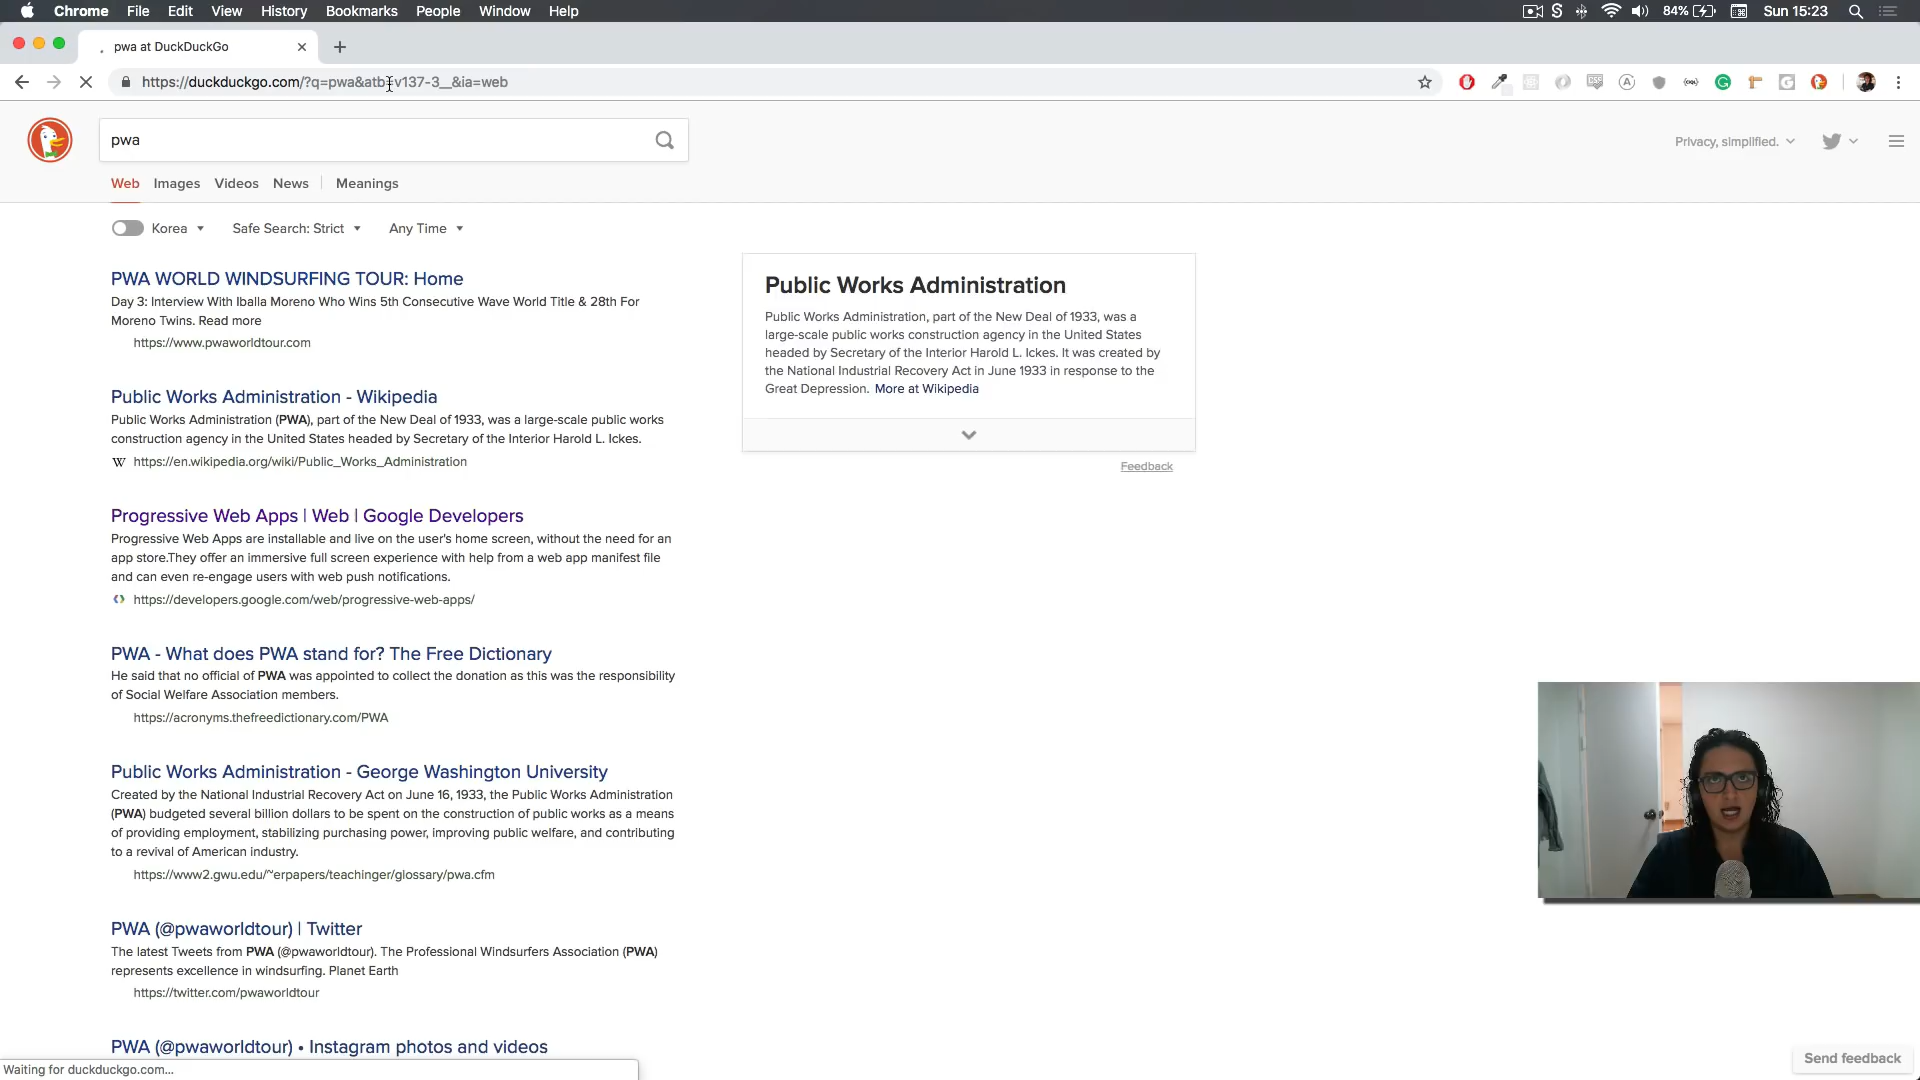 Chrome File Edit View History Bookmarks People Window Help 84% Sun 15:23
pwa at DuckDuckGo
https://duckduckgo.com/?q=pwa&atb=v137-3__&ia=web
pwa
Privacy, simplified.
Web Images Videos News Meanings
Korea Safe Search: Strict Any Time
PWA WORLD WINDSURFING TOUR: Home
Day 3: Interview With Iballa Moreno Who Wins 5th Consecutive Wave World Title & 28th For
Moreno Twins. Read more
https://www.pwaworldtour.com
Public Works Administration - Wikipedia
Public Works Administration (PWA), part of the New Deal of 1933, was a large-scale public works
construction agency in the United States headed by Secretary of the Interior Harold L. Ickes.
W https://en.wikipedia.org/wiki/Public_Works_Administration
Progressive Web Apps | Web | Google Developers
Progressive Web Apps are installable and live on the user's home screen, without the need for an
app store.They offer an immersive full screen experience with help from a web app manifest file
and can even re-engage users with web push notifications.
https://developers.google.com/web/progressive-web-apps/
PWA - What does PWA stand for? The Free Dictionary
He said that no official of PWA was appointed to collect the donation as this was the responsibility
of Social Welfare Association members.
https://acronyms.thefreedictionary.com/PWA
Public Works Administration - George Washington University
Created by the National Industrial Recovery Act on June 16, 1933, the Public Works Administration
(PWA) budgeted several billion dollars to be spent on the construction of public works as a means
of providing employment, stabilizing purchasing power, improving public welfare, and contributing
to a revival of American industry.
https://www2.gwu.edu/~erpapers/teachinger/glossary/pwa.cfm
PWA (@pwaworldtour) | Twitter
The latest Tweets from PWA (@pwaworldtour). The Professional Windsurfers Association (PWA)
represents excellence in windsurfing. Planet Earth
https://twitter.com/pwaworldtour
PWA (@pwaworldtour) • Instagram photos and videos
Public Works Administration
Public Works Administration, part of the New Deal of 1933, was a
large-scale public works construction agency in the United States
headed by Secretary of the Interior Harold L. Ickes. It was created by
the National Industrial Recovery Act in June 1933 in response to the
Great Depression. More at Wikipedia
Feedback
Send feedback
Waiting for duckduckgo.com...